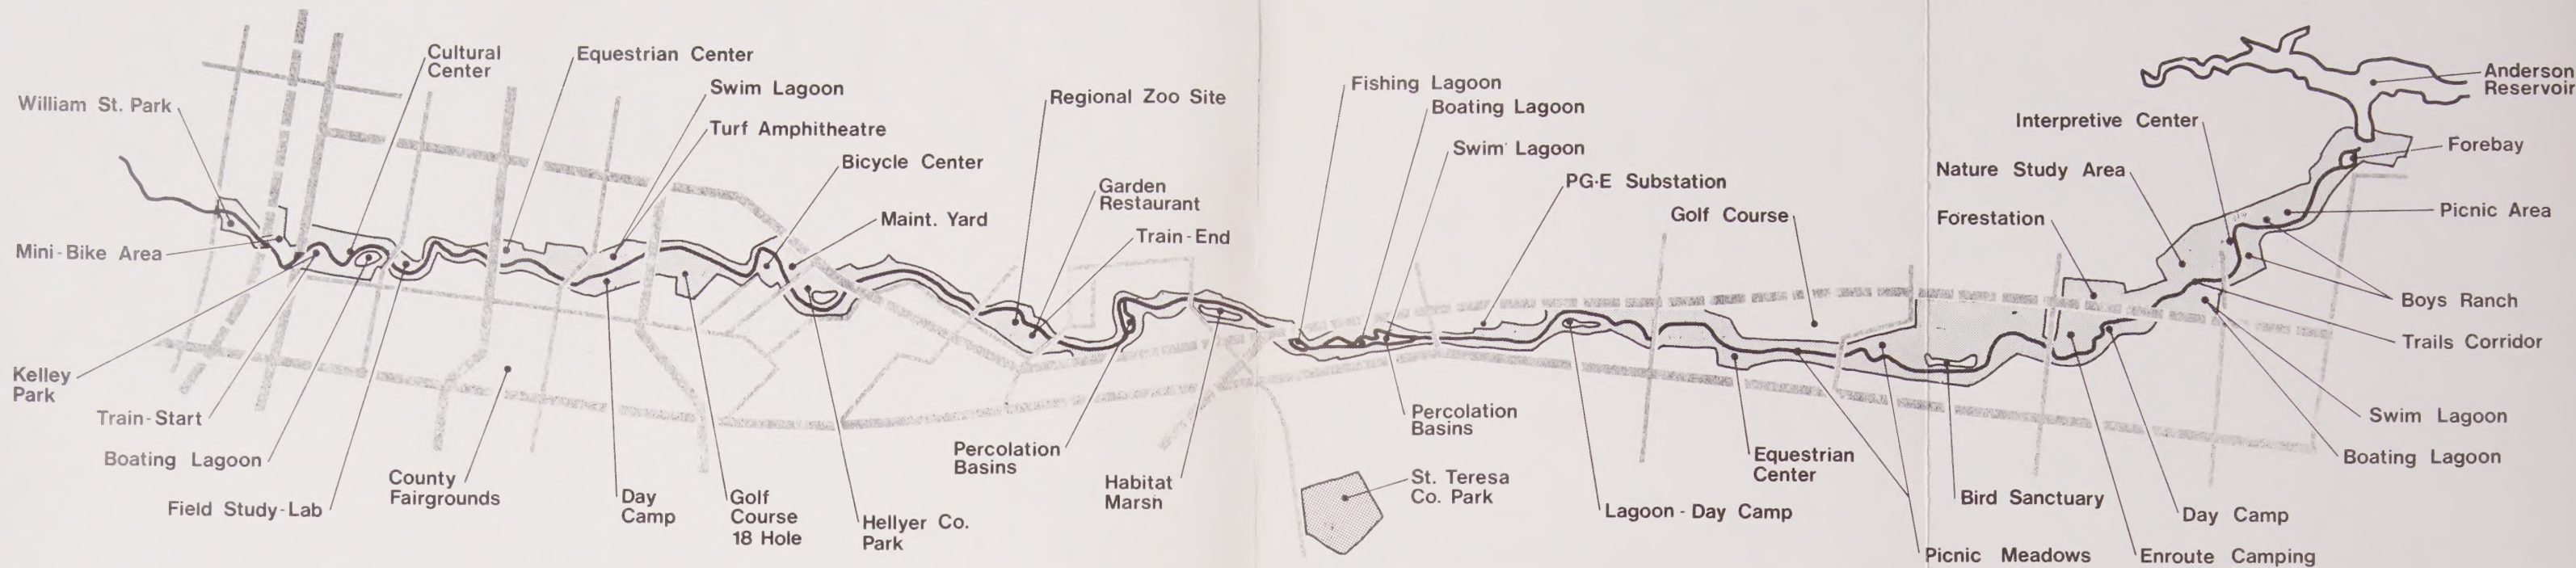 William St. Park
Mini-Bike Area
Kelley
Park
Train-Start
Boating Lagoon
Field Study-Lab
Cultural
Center
Equestrian Center
Swim Lagoon
Turf Amphitheatre
Bicycle Center
Maint. Yard
County
Fairgrounds
Day
Camp
Golf
Course
18 Hole
Hellyer Co.
Park
Regional Zoo Site
Garden
Restaurant
Train-End
Percolation
Basins
Habitat
Marsh
Fishing Lagoon
Boating Lagoon
Swim Lagoon
PG·E Substation
Golf Course
Percolation
Basins
St. Teresa
Co. Park
Lagoon - Day Camp
Equestrian
Center
Picnic Meadows
Bird Sanctuary
Enroute Camping
Day Camp
Interpretive Center
Nature Study Area
Forestation
Anderson
Reservoir
Forebay
Picnic Area
Boys Ranch
Trails Corridor
Swim Lagoon
Boating Lagoon